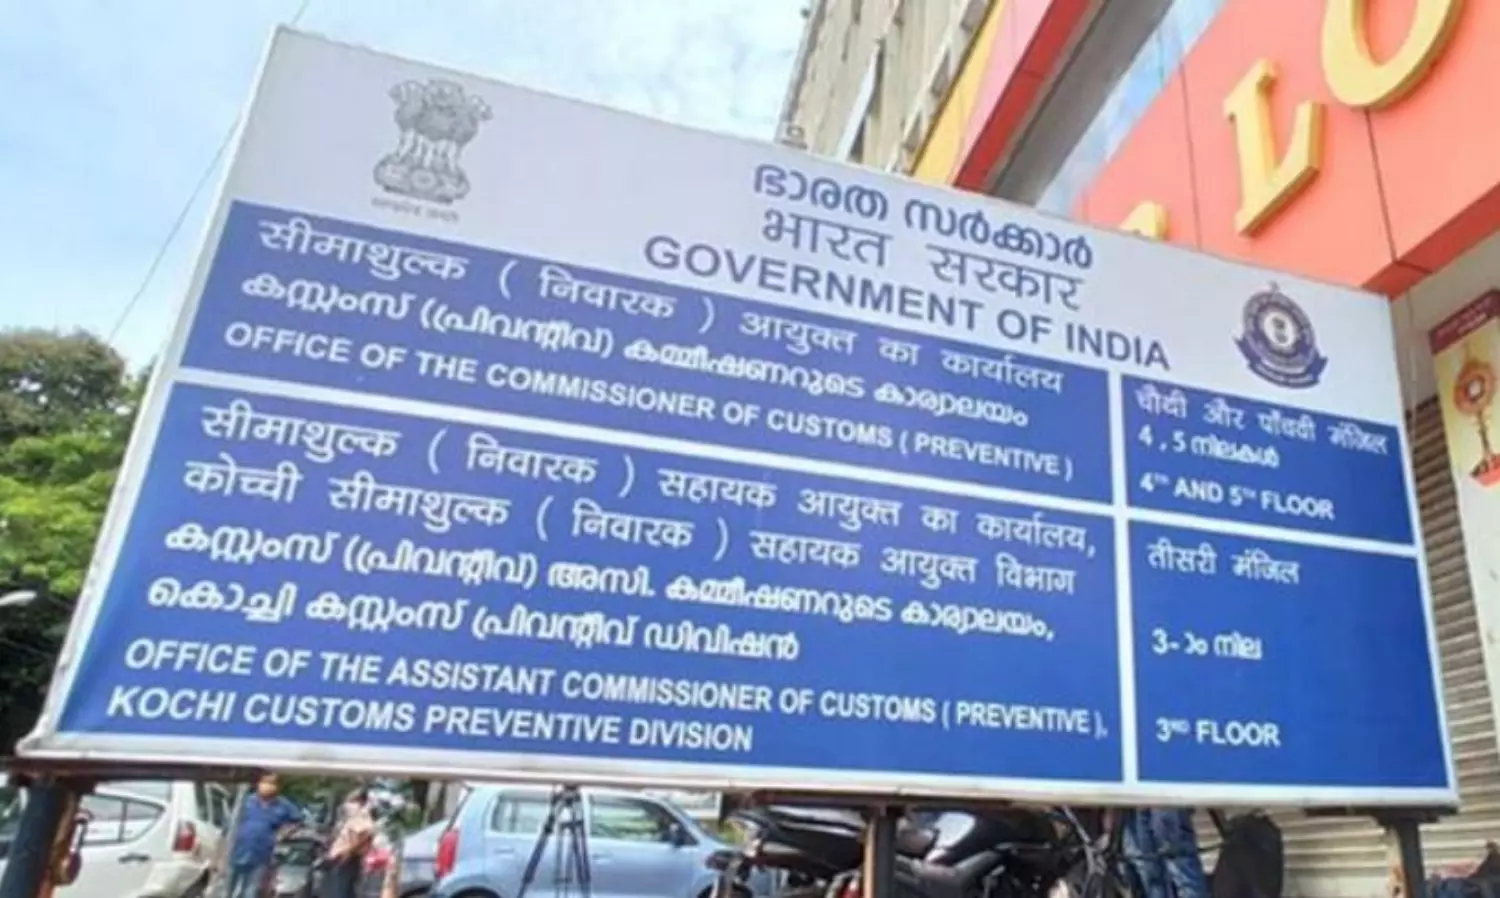 ഭാരത സർക്കാർ
भारत सरकार
GOVERNMENT OF INDIA
सीमाशुल्क ( निवारक ) आयुक्त का कार्यालय
കസ്റ്റംസ് (പ്രിവന്റീവ്) കമ്മീഷണറുടെ കാര്യാലയം
OFFICE OF THE COMMISSIONER OF CUSTOMS ( PREVENTIVE )
चौथी और पाँचवी मंजिल
4 , 5 നിലകൾ
4TH AND 5TH FLOOR
सीमाशुल्क ( निवारक ) सहायक आयुक्त का कार्यालय,
कोच्ची सीमाशुल्क ( निवारक ) सहायक आयुक्त विभाग
കസ്റ്റംസ് (പ്രിവന്റീവ്) അസി. കമ്മീഷണറുടെ കാര്യാലയം,
കൊച്ചി കസ്റ്റംസ് പ്രിവന്റീവ് ഡിവിഷൻ
OFFICE OF THE ASSISTANT COMMISSIONER OF CUSTOMS ( PREVENTIVE ),
KOCHI CUSTOMS PREVENTIVE DIVISION
तीसरी मंजिल
3-ാം നില
3RD FLOOR
LO